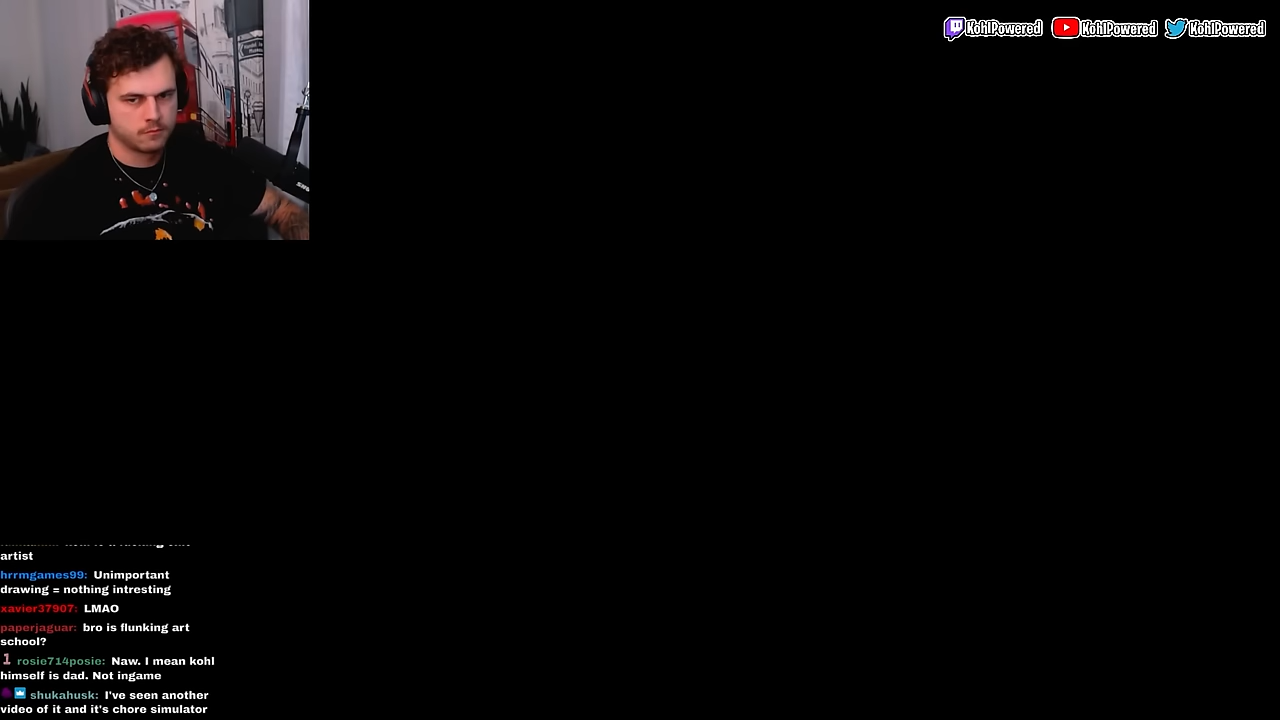 KohlPowered KohlPowered KohlPowered
artist
hrrmgames99: Unimportant
drawing = nothing intresting
xavier37907: LMAO
paperjaguar: bro is flunking art
school?
1 rosie714posie: Naw. I mean kohl
himself is dad. Not ingame
shukahusk: I've seen another
video of it and it's chore simulator